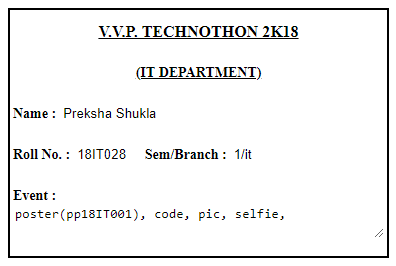 V.V.P. TECHNOTHON 2K18
(IT DEPARTMENT)
Name : Preksha Shukla
Roll No. : 18IT028 Sem/Branch : 1/it
Event :
poster(pp18IT001), code, pic, selfie,